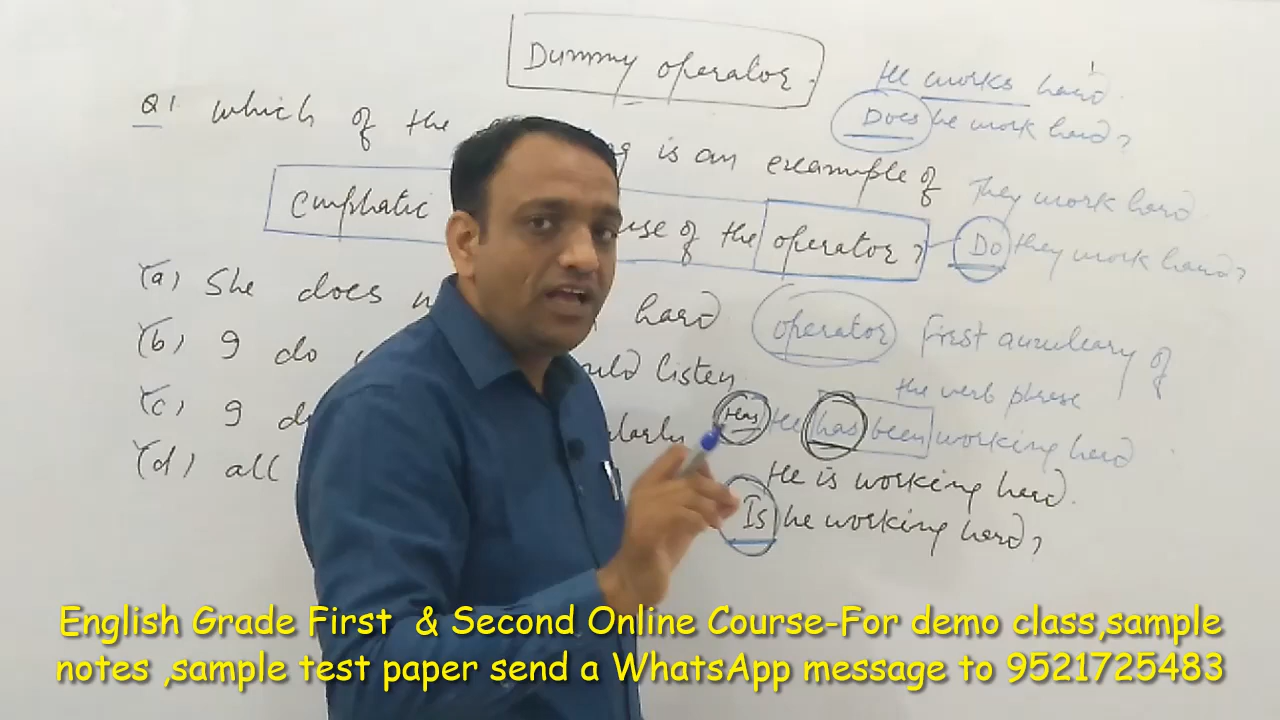 Dummy operator.
He works hard.
Does he work hard?
Q1 which of the is an example of
They work hard
emphatic use of the operator?
Do they work hard?
(a) She does hard
operator First auxileary of
the verb phrase
(b) I do listen.
(c) I
Has He has been working hard
(d) all
He is working hard.
Is he working hard?
English Grade First & Second Online Course-For demo class,sample
notes ,sample test paper send a WhatsApp message to 9521725483